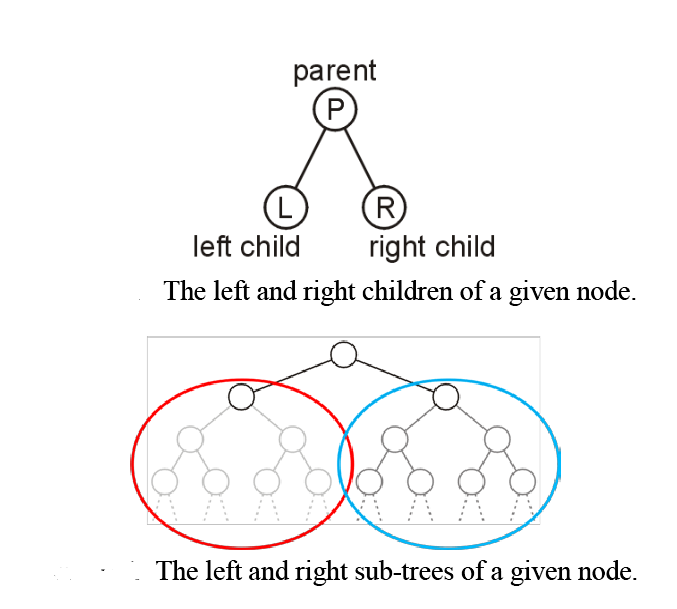 parent
P
L R
left child right child
The left and right children of a given node.
The left and right sub-trees of a given node.